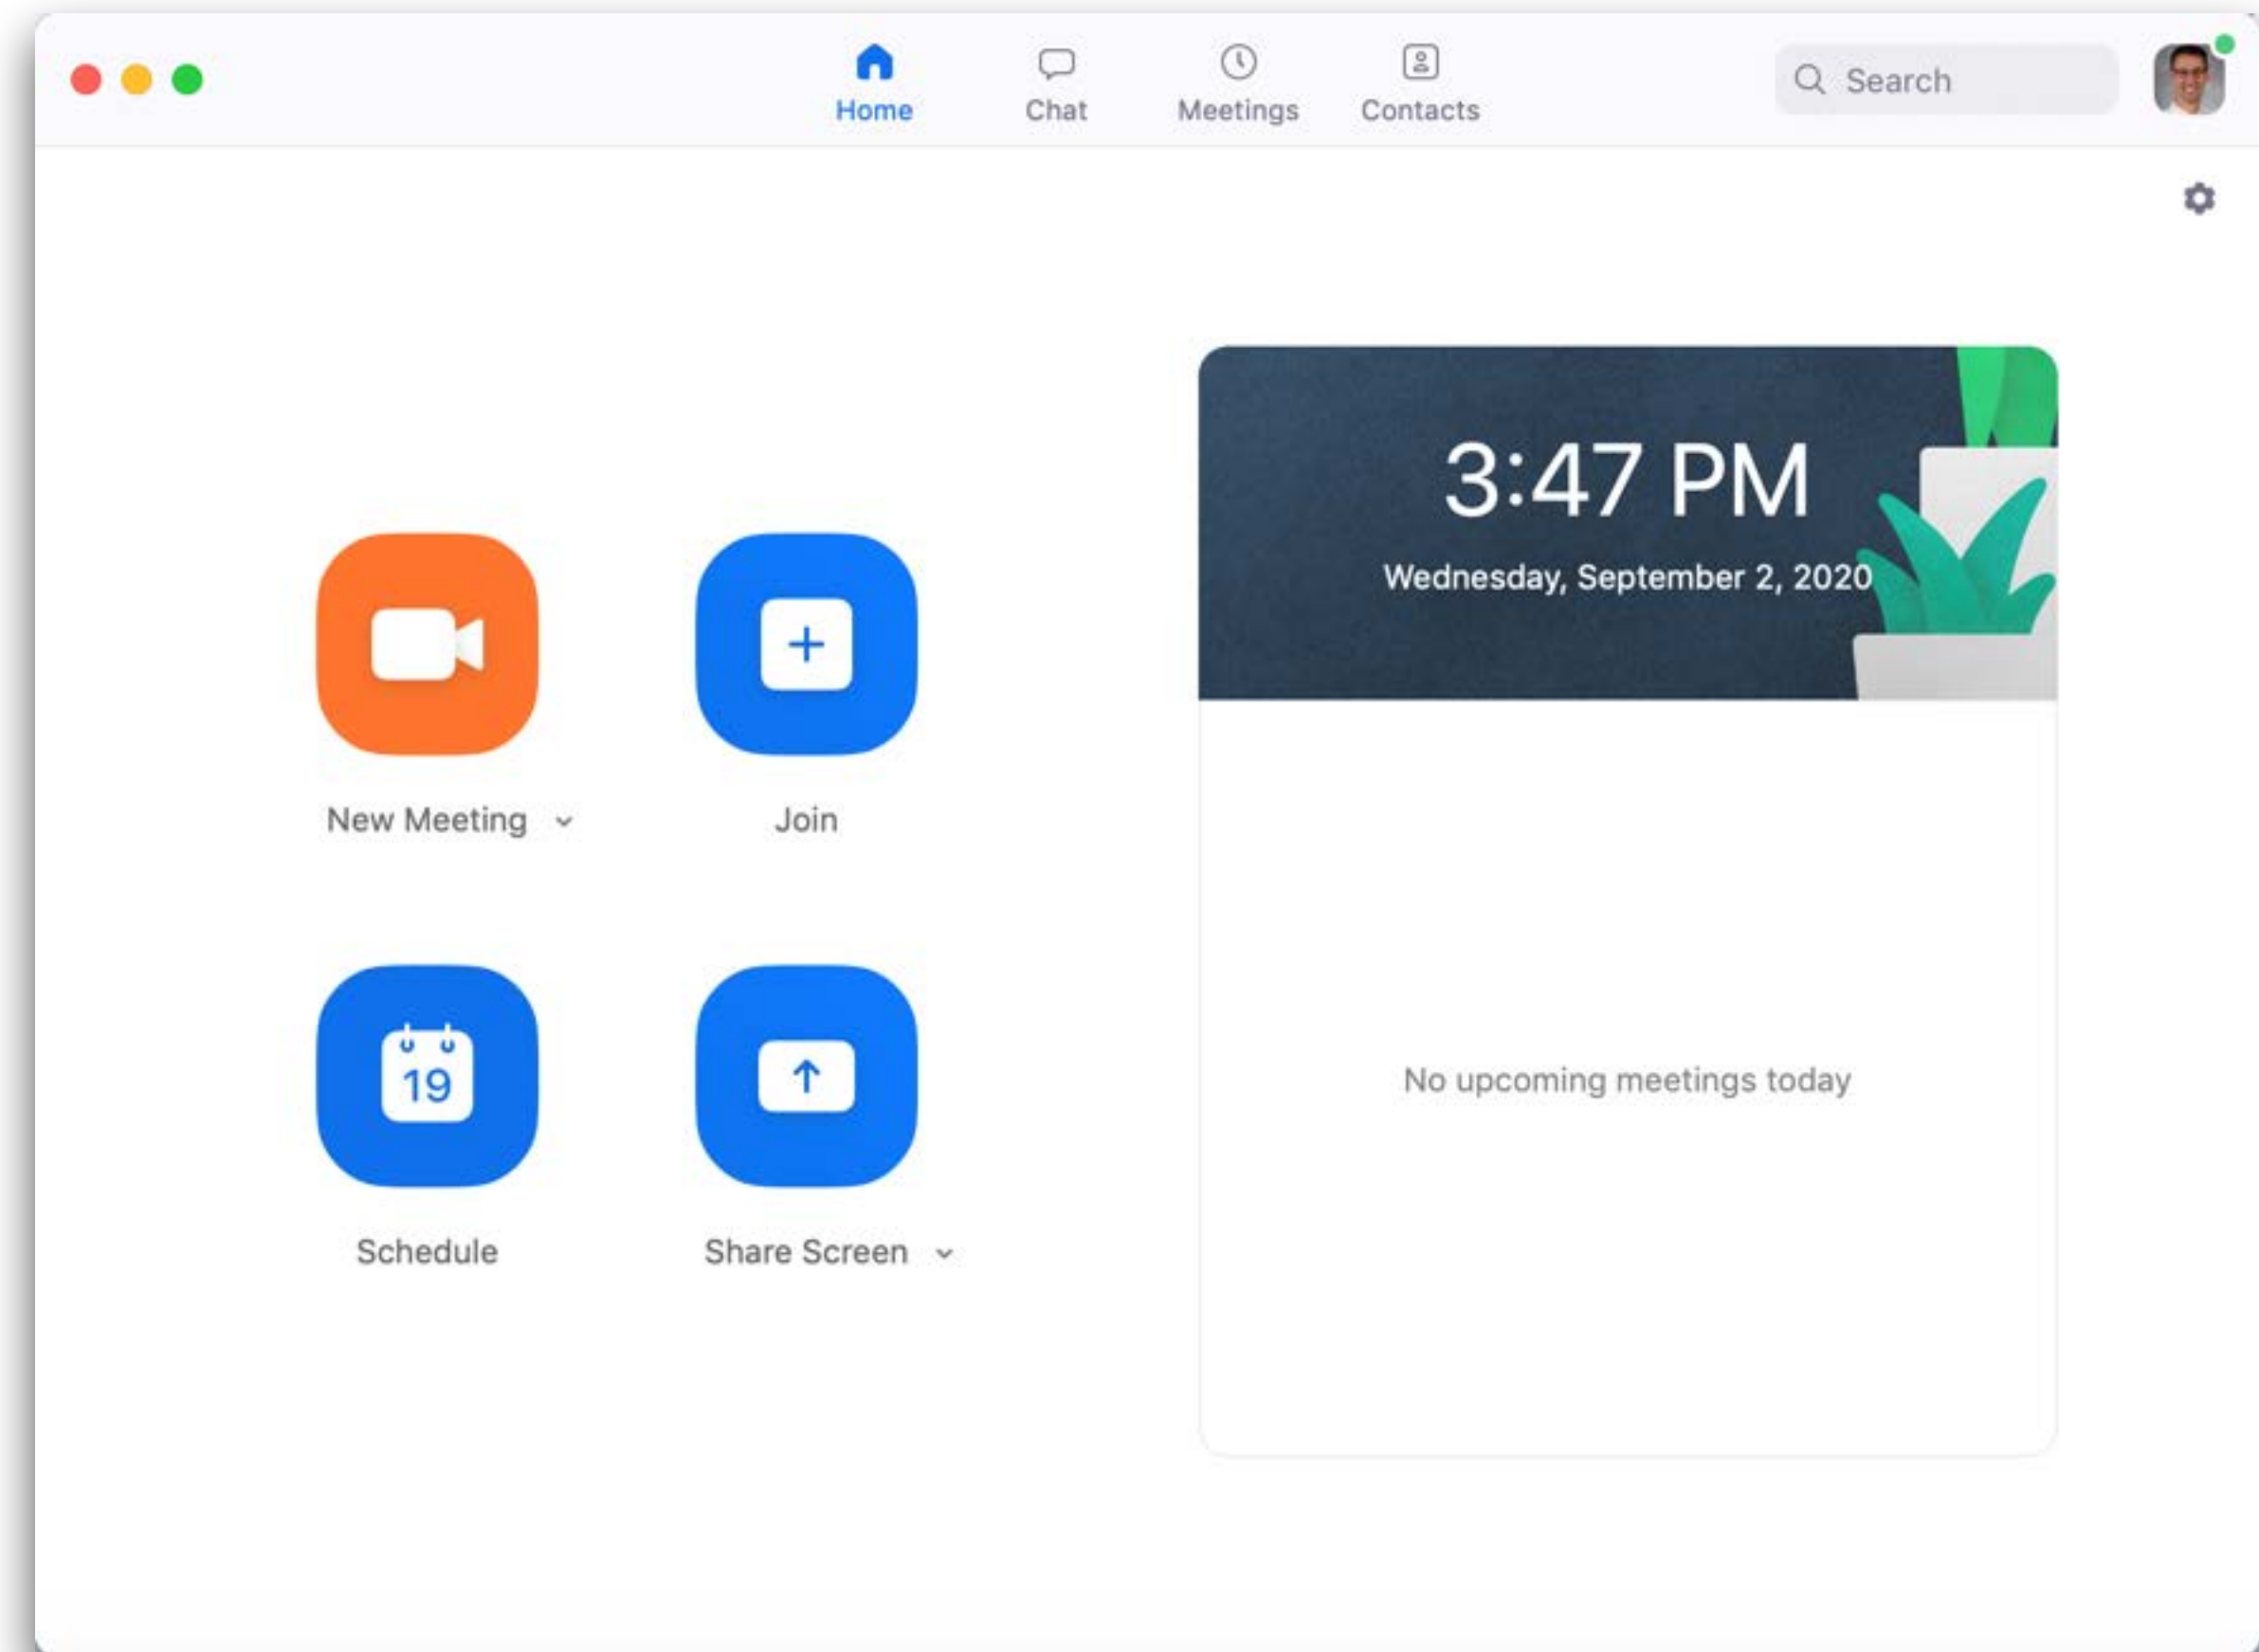 Home
Chat
Meetings
Contacts
Search
3:47 PM
Wednesday, September 2, 2020
New Meeting
Join
19
Schedule
Share Screen
No upcoming meetings today